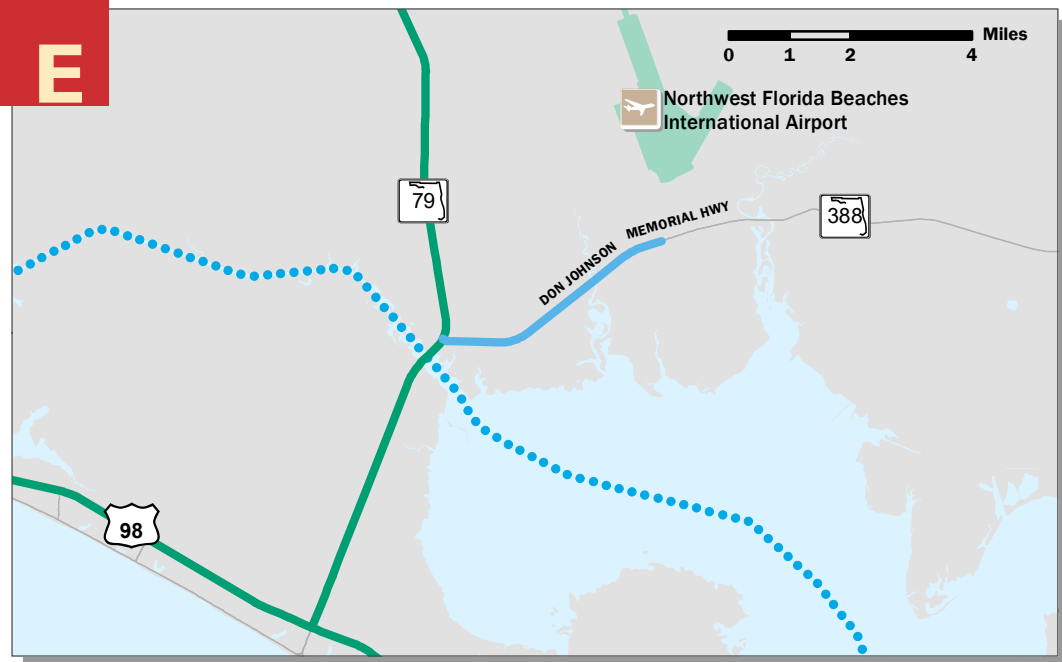 E
Miles
0 1 2 4
Northwest Florida Beaches
International Airport
79
388
DON JOHNSON MEMORIAL HWY
98